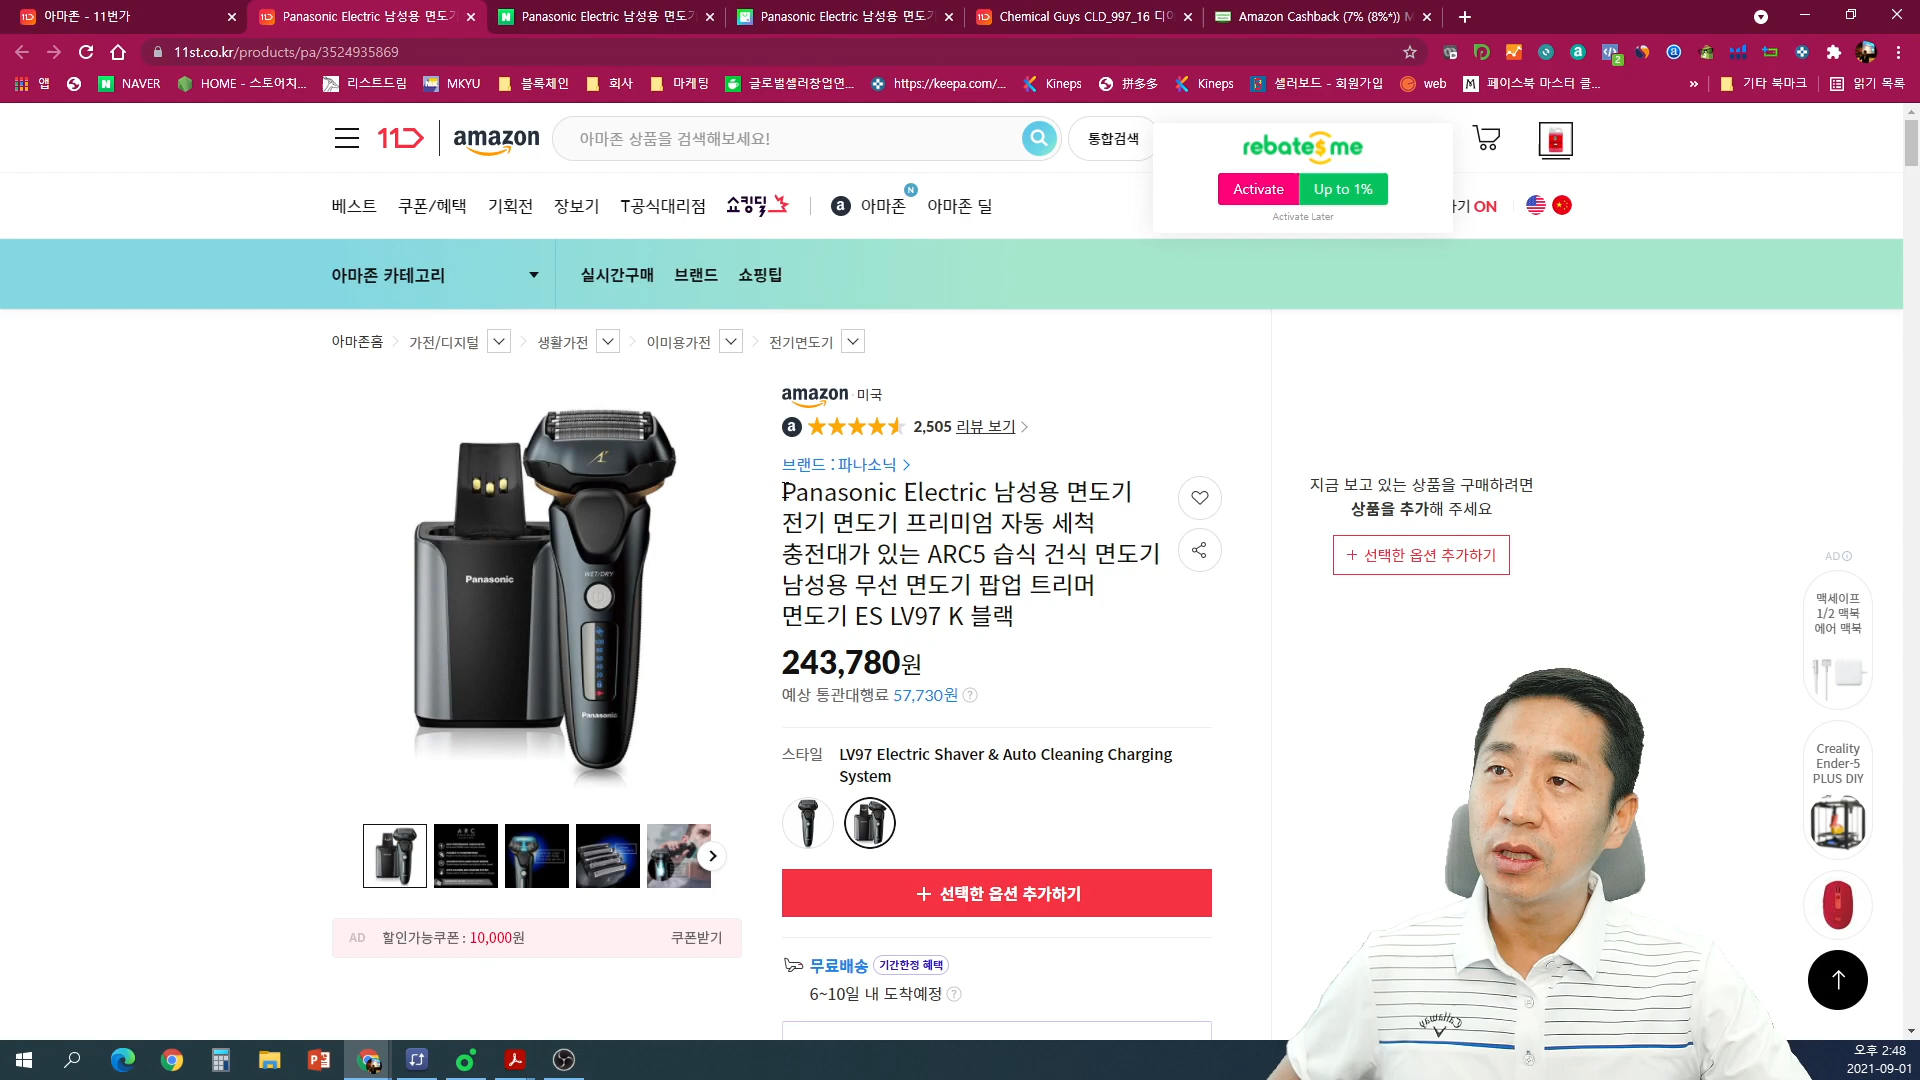 아마존 - 11번가
Panasonic Electric 남성용 면도기
Panasonic Electric 남성용 면도기
Panasonic Electric 남성용 면도기
Chemical Guys CLD_997_16 디
Amazon Cashback (7% (8%*)) M
11st.co.kr/products/pa/3524935869
앱
NAVER
HOME - 스토어치...
리스트드림
MKYU
블록체인
회사
마케팅
글로벌셀러창업연...
https://keepa.com/...
Kineps
拼多多
Kineps
셀러보드 - 회원가입
web
페이스북 마스터 클...
»
기타 북마크
읽기 목록
11D
amazon
아마존 상품을 검색해보세요!
통합검색
rebate$me
Activate
Up to 1%
Activate Later
베스트
쿠폰/혜택
기획전
장보기
T공식대리점
쇼킹딜
a 아마존
N
아마존 딜
기 ON
아마존 카테고리
실시간구매
브랜드
쇼핑팁
아마존홈
가전/디지털
생활가전
이미용가전
전기면도기
amazon 미국
a
2,505 리뷰 보기
브랜드 : 파나소닉
Panasonic Electric 남성용 면도기
전기 면도기 프리미엄 자동 세척
충전대가 있는 ARC5 습식 건식 면도기
남성용 무선 면도기 팝업 트리머
면도기 ES LV97 K 블랙
243,780원
예상 통관대행료 57,730원
스타일
LV97 Electric Shaver & Auto Cleaning Charging
System
+ 선택한 옵션 추가하기
무료배송
기간한정 혜택
6~10일 내 도착예정
Panasonic
WET/DRY
Panasonic
AD
할인가능쿠폰 : 10,000원
쿠폰받기
지금 보고 있는 상품을 구매하려면
상품을 추가해 주세요
+ 선택한 옵션 추가하기
AD
맥세이프
1/2 맥북
에어 맥북
Creality
Ender-5
PLUS DIY
오후 2:48
2021-09-01